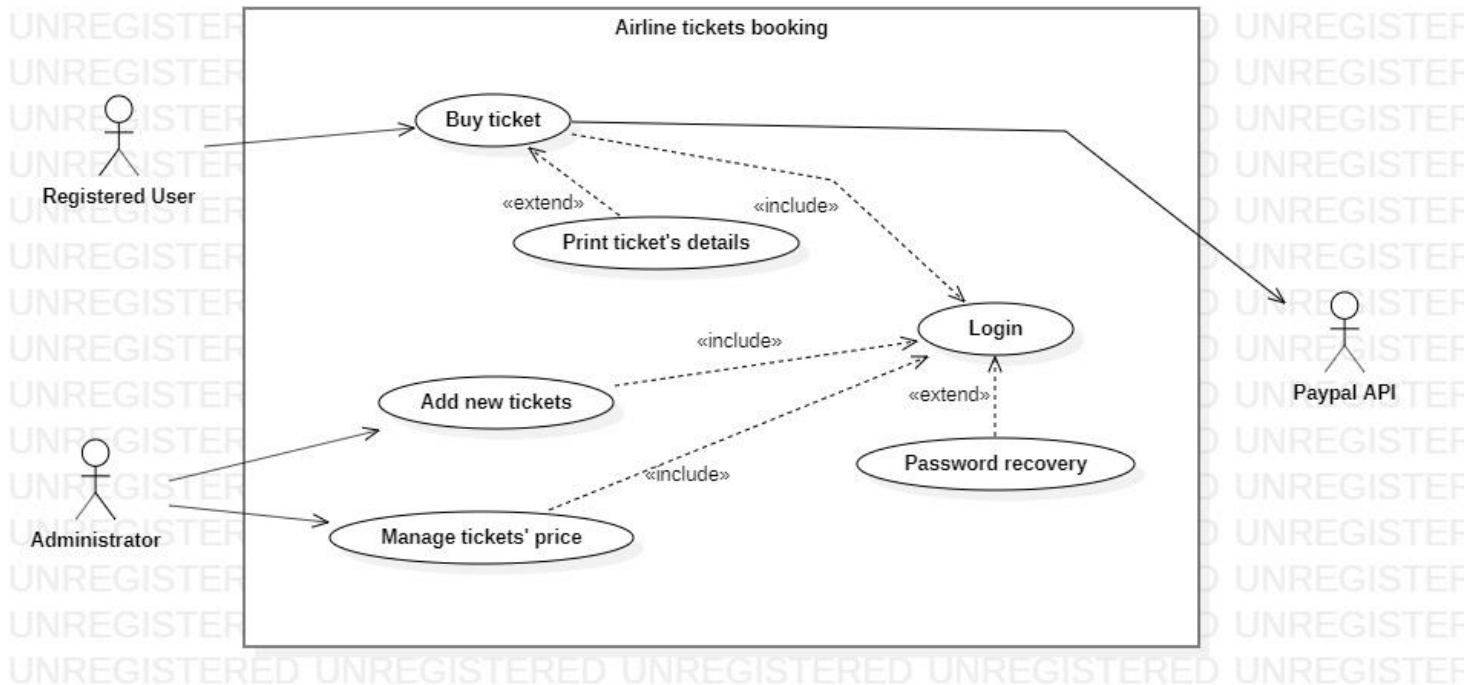 Airline tickets booking
Buy ticket
Registered User
«extend»
«include»
Print ticket's details
Login
«include»
Paypal API
Add new tickets
«extend»
Administrator
Password recovery
«include»
Manage tickets' price
UNREGISTERED UNREGISTERED UNREGISTERED UNREGISTERED UNREGISTER